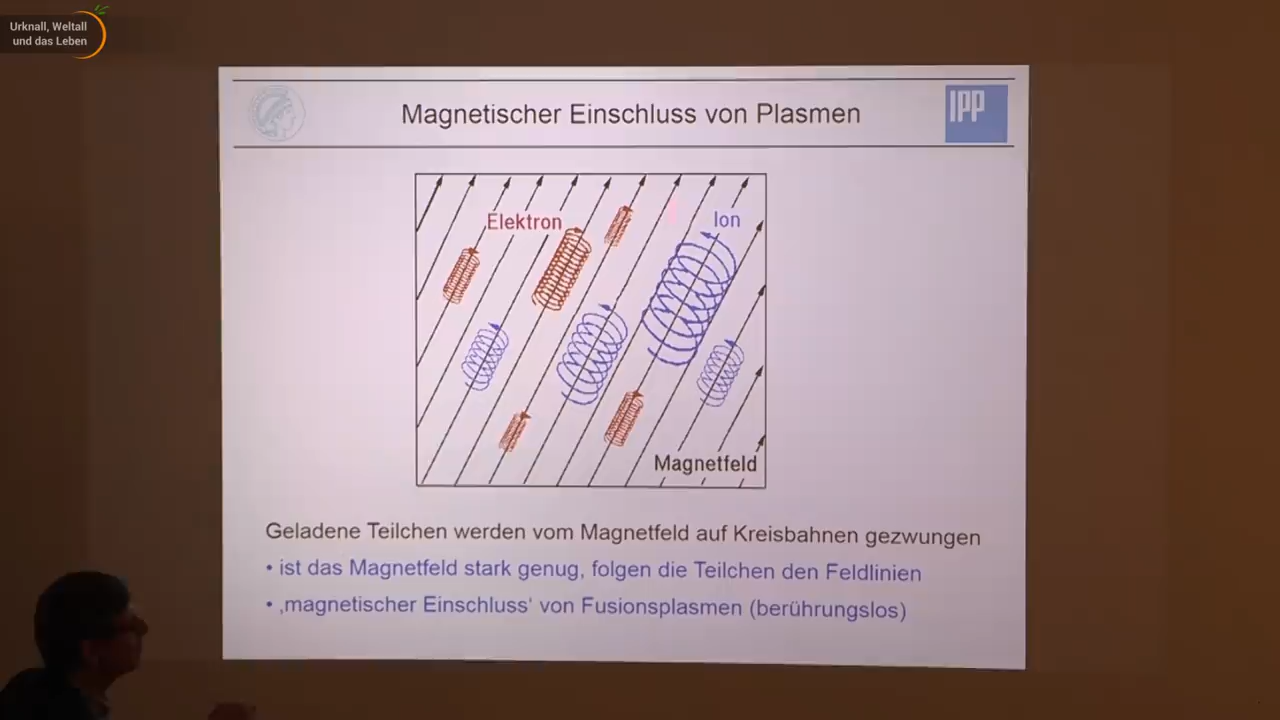 Urknall, Weltall
und das Leben
Magnetischer Einschluss von Plasmen
IPP
Elektron
Ion
Magnetfeld
Geladene Teilchen werden vom Magnetfeld auf Kreisbahnen gezwungen
• ist das Magnetfeld stark genug, folgen die Teilchen den Feldlinien
• ‚magnetischer Einschluss‘ von Fusionsplasmen (berührungslos)